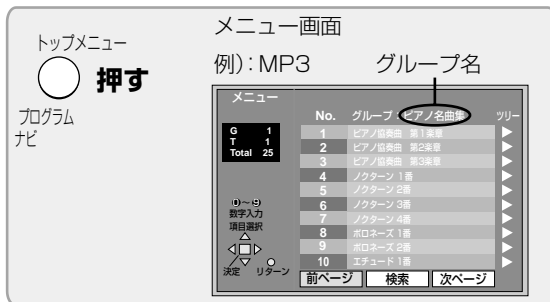 トップメニュー
押す
プログラム
ナビ
メニュー画面
例）：MP3 グループ名
メニュー
No. グループ：ピアノ名曲集 ツリー
G 1
T 1
Total 25
1 ピアノ協奏曲 第1楽章
2 ピアノ協奏曲 第2楽章
3 ピアノ協奏曲 第3楽章
4 ノクターン 1番
5 ノクターン 2番
6 ノクターン 3番
7 ノクターン 4番
8 ポロネーズ 1番
9 ポロネーズ 2番
10 エチュード 1番
0～9
数字入力
項目選択
決定 リターン
前ページ 検索 次ページ